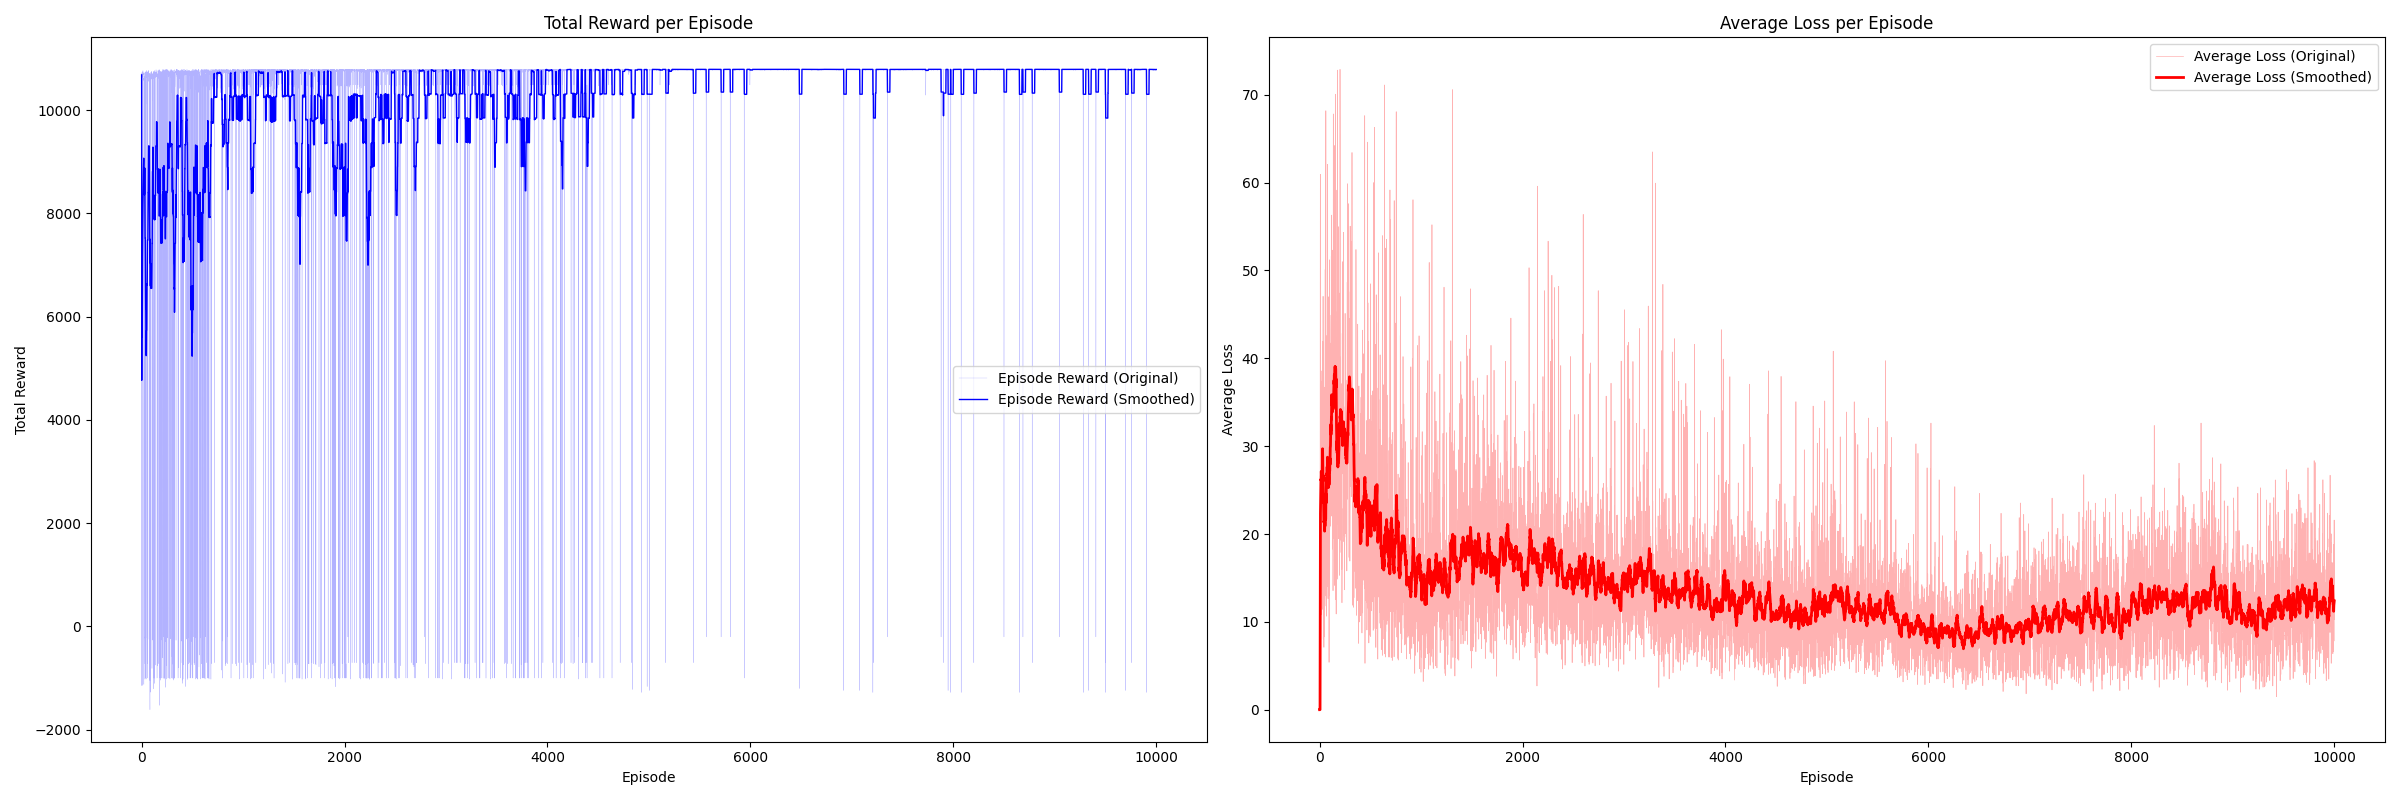 Total Reward per Episode
10000
8000
6000
4000
2000
0
−2000
Total Reward
0
2000
4000
6000
8000
10000
Episode
Episode Reward (Original)
Episode Reward (Smoothed)
Average Loss per Episode
70
60
50
40
30
20
10
0
Average Loss
0
2000
4000
6000
8000
10000
Episode
Average Loss (Original)
Average Loss (Smoothed)